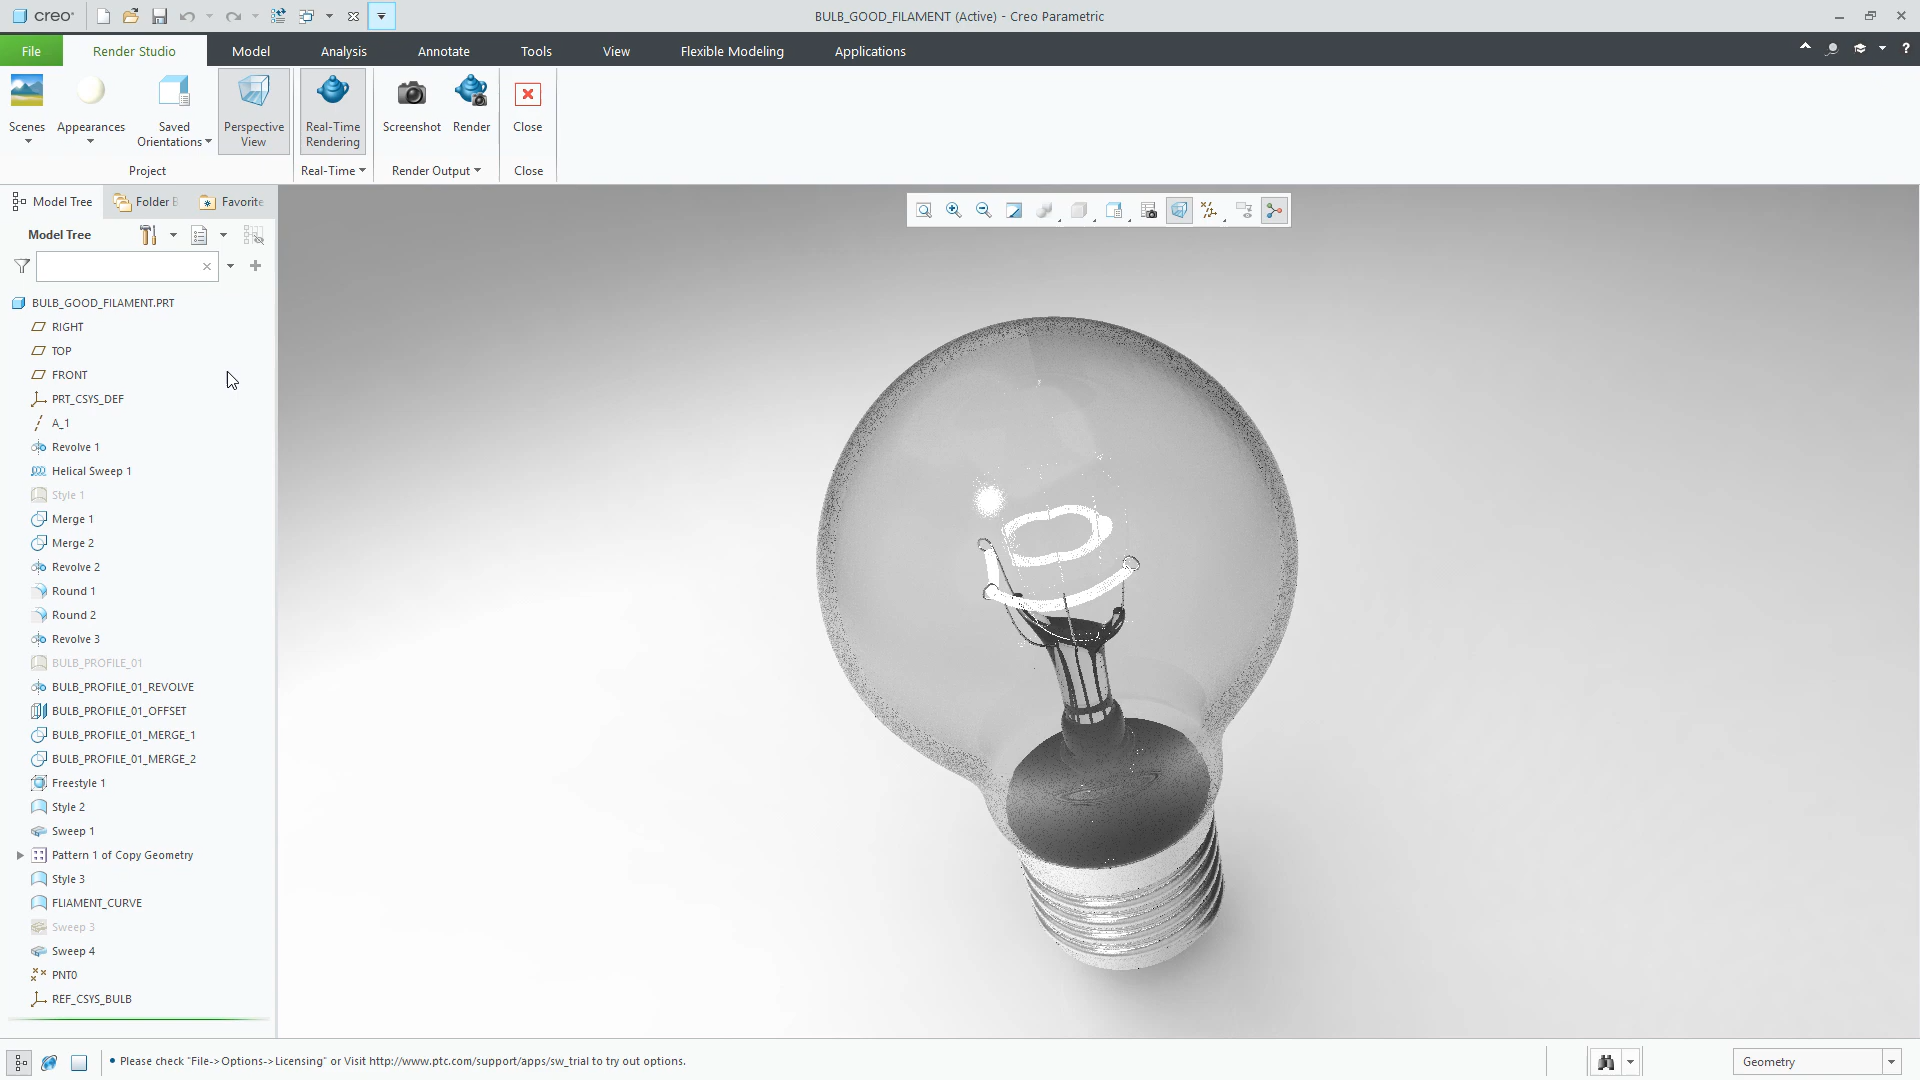 creo
BULB_GOOD_FILAMENT (Active) - Creo Parametric
File
Render Studio
Model
Analysis
Annotate
Tools
View
Flexible Modeling
Applications
Scenes
Appearances
Saved
Orientations
Perspective
View
Real-Time
Rendering
Screenshot
Render
Close
Project
Real-Time
Render Output
Close
Model Tree
Folder B
Favorite
Model Tree
BULB_GOOD_FILAMENT.PRT
RIGHT
TOP
FRONT
PRT_CSYS_DEF
A_1
Revolve 1
Helical Sweep 1
Style 1
Merge 1
Merge 2
Revolve 2
Round 1
Round 2
Revolve 3
BULB_PROFILE_01
BULB_PROFILE_01_REVOLVE
BULB_PROFILE_01_OFFSET
BULB_PROFILE_01_MERGE_1
BULB_PROFILE_01_MERGE_2
Freestyle 1
Style 2
Sweep 1
Pattern 1 of Copy Geometry
Style 3
FLIAMENT_CURVE
Sweep 3
Sweep 4
PNT0
REF_CSYS_BULB
• Please check "File->Options->Licensing" or Visit http://www.ptc.com/support/apps/sw_trial to try out options.
Geometry